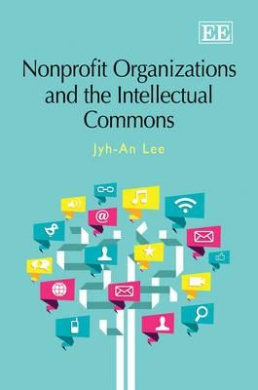 EE
Nonprofit Organizations
and the Intellectual
Commons
Jyh-An Lee
@